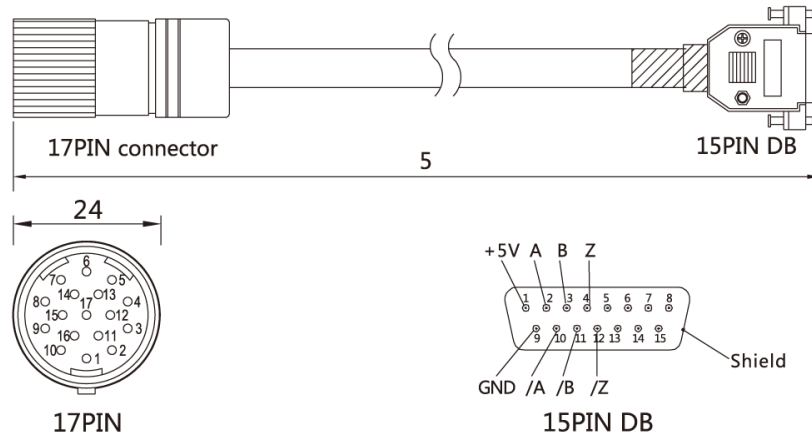 17PIN connector
15PIN DB
5
24
6
7 5
14 13
17
8 4
15 12
9 3
16 11
10 2
1
17PIN
+5V A B Z
1 2 3 4 5 6 7 8
9 10 11 12 13 14 15
Shield
GND /A /B /Z
15PIN DB